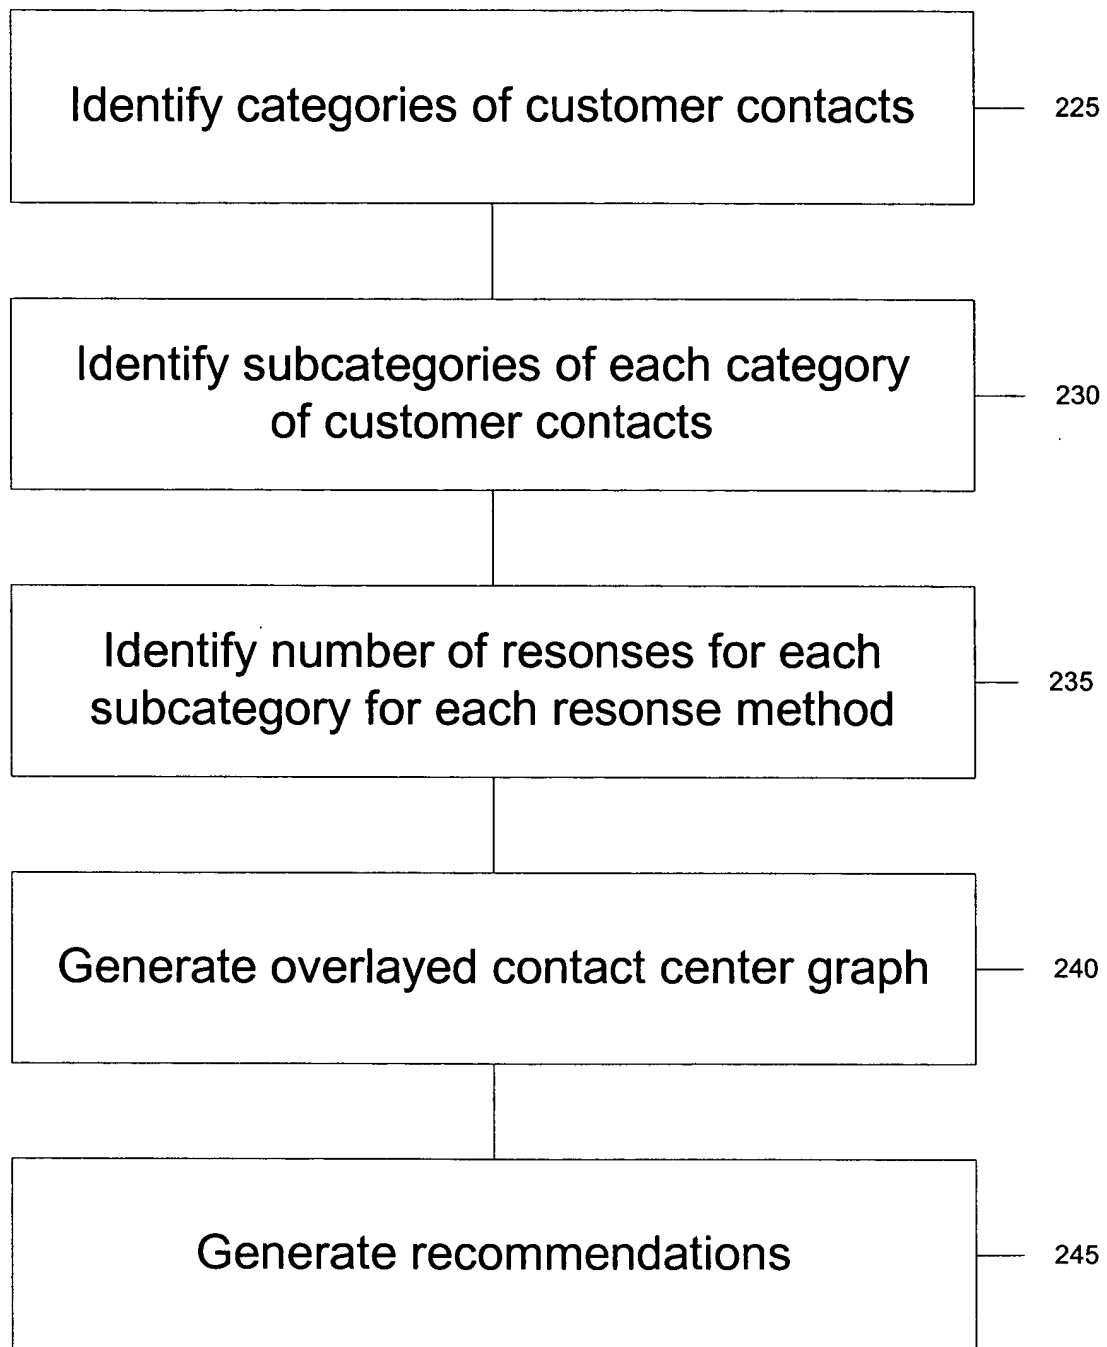 Identify categories of customer contacts
225
Identify subcategories of each category
of customer contacts
230
Identify number of resonses for each
subcategory for each resonse method
235
Generate overlayed contact center graph
240
Generate recommendations
245